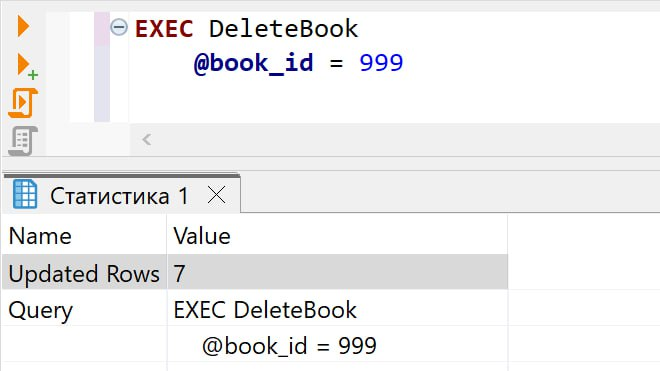 EXEC DeleteBook
@book_id = 999
Статистика 1
Name Value
Updated Rows 7
Query EXEC DeleteBook
@book_id = 999